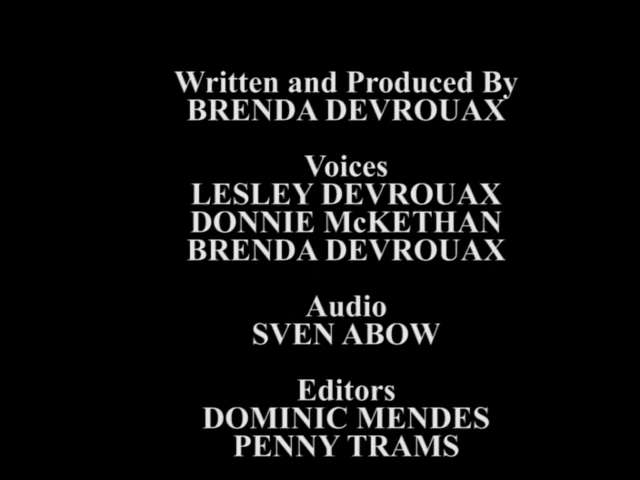 Written and Produced By
BRENDA DEVROUAX
Voices
LESLEY DEVROUAX
DONNIE McKETHAN
BRENDA DEVROUAX
Audio
SVEN ABOW
Editors
DOMINIC MENDES
PENNY TRAMS